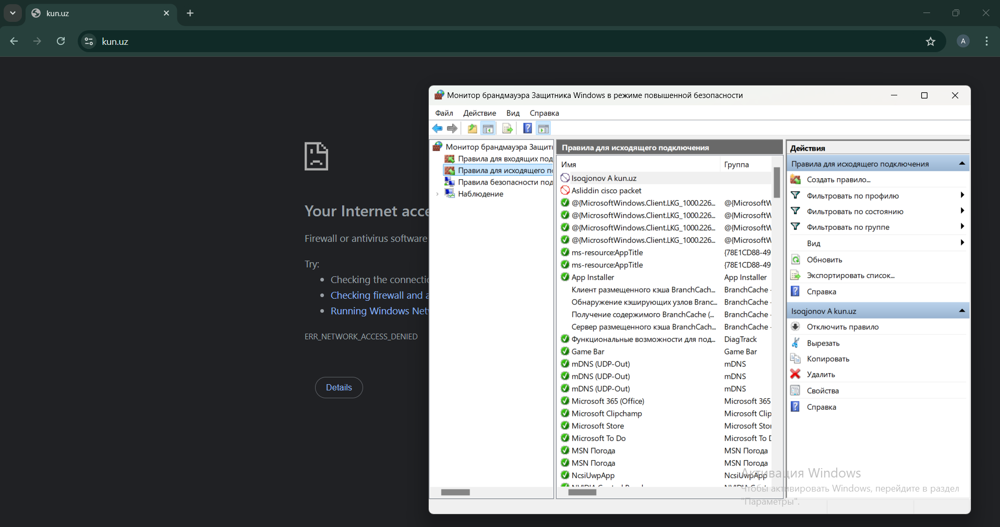 kun.uz
kun.uz
A
Your Internet acce
Firewall or antivirus software
Try:
Checking the connectio
Checking firewall and a
Running Windows Net
ERR_NETWORK_ACCESS_DENIED
Details
Монитор брандмауэра Защитника Windows в режиме повышенной безопасности
Файл Действие Вид Справка
Монитор брандмауэра Защит
Правила для входящих под
Правила для исходящего п
Правила безопасности под
Наблюдение
Правила для исходящего подключения
Имя Группа
Isoqjonov A kun.uz
Asliddin cisco packet
@{MicrosoftWindows.Client.LKG_1000.226... @{MicrosoftW
@{MicrosoftWindows.Client.LKG_1000.226... @{MicrosoftW
@{MicrosoftWindows.Client.LKG_1000.226... @{MicrosoftW
@{MicrosoftWindows.Client.LKG_1000.226... @{MicrosoftW
ms-resource:AppTitle {78E1CD88-49
ms-resource:AppTitle {78E1CD88-49
App Installer App Installer
Клиент размещенного кэша BranchCach... BranchCache -
Обнаружение кэширующих узлов Branc... BranchCache -
Получение содержимого BranchCache (... BranchCache -
Сервер размещенного кэша BranchCach... BranchCache -
Функциональные возможности для под... DiagTrack
Game Bar Game Bar
mDNS (UDP-Out) mDNS
mDNS (UDP-Out) mDNS
mDNS (UDP-Out) mDNS
Microsoft 365 (Office) Microsoft 365
Microsoft Clipchamp Microsoft Clip
Microsoft Store Microsoft Sto
Microsoft To Do Microsoft To D
MSN Погода MSN Погода
MSN Погода MSN Погода
NcsiUwpApp NcsiUwpApp
Действия
Правила для исходящего подключения
Создать правило...
Фильтровать по профилю
Фильтровать по состоянию
Фильтровать по группе
Вид
Обновить
Экспортировать список...
Справка
Isoqjonov A kun.uz
Отключить правило
Вырезать
Копировать
Удалить
Свойства
Справка
Активация Windows
Чтобы активировать Windows, перейдите в раздел
"Параметры".